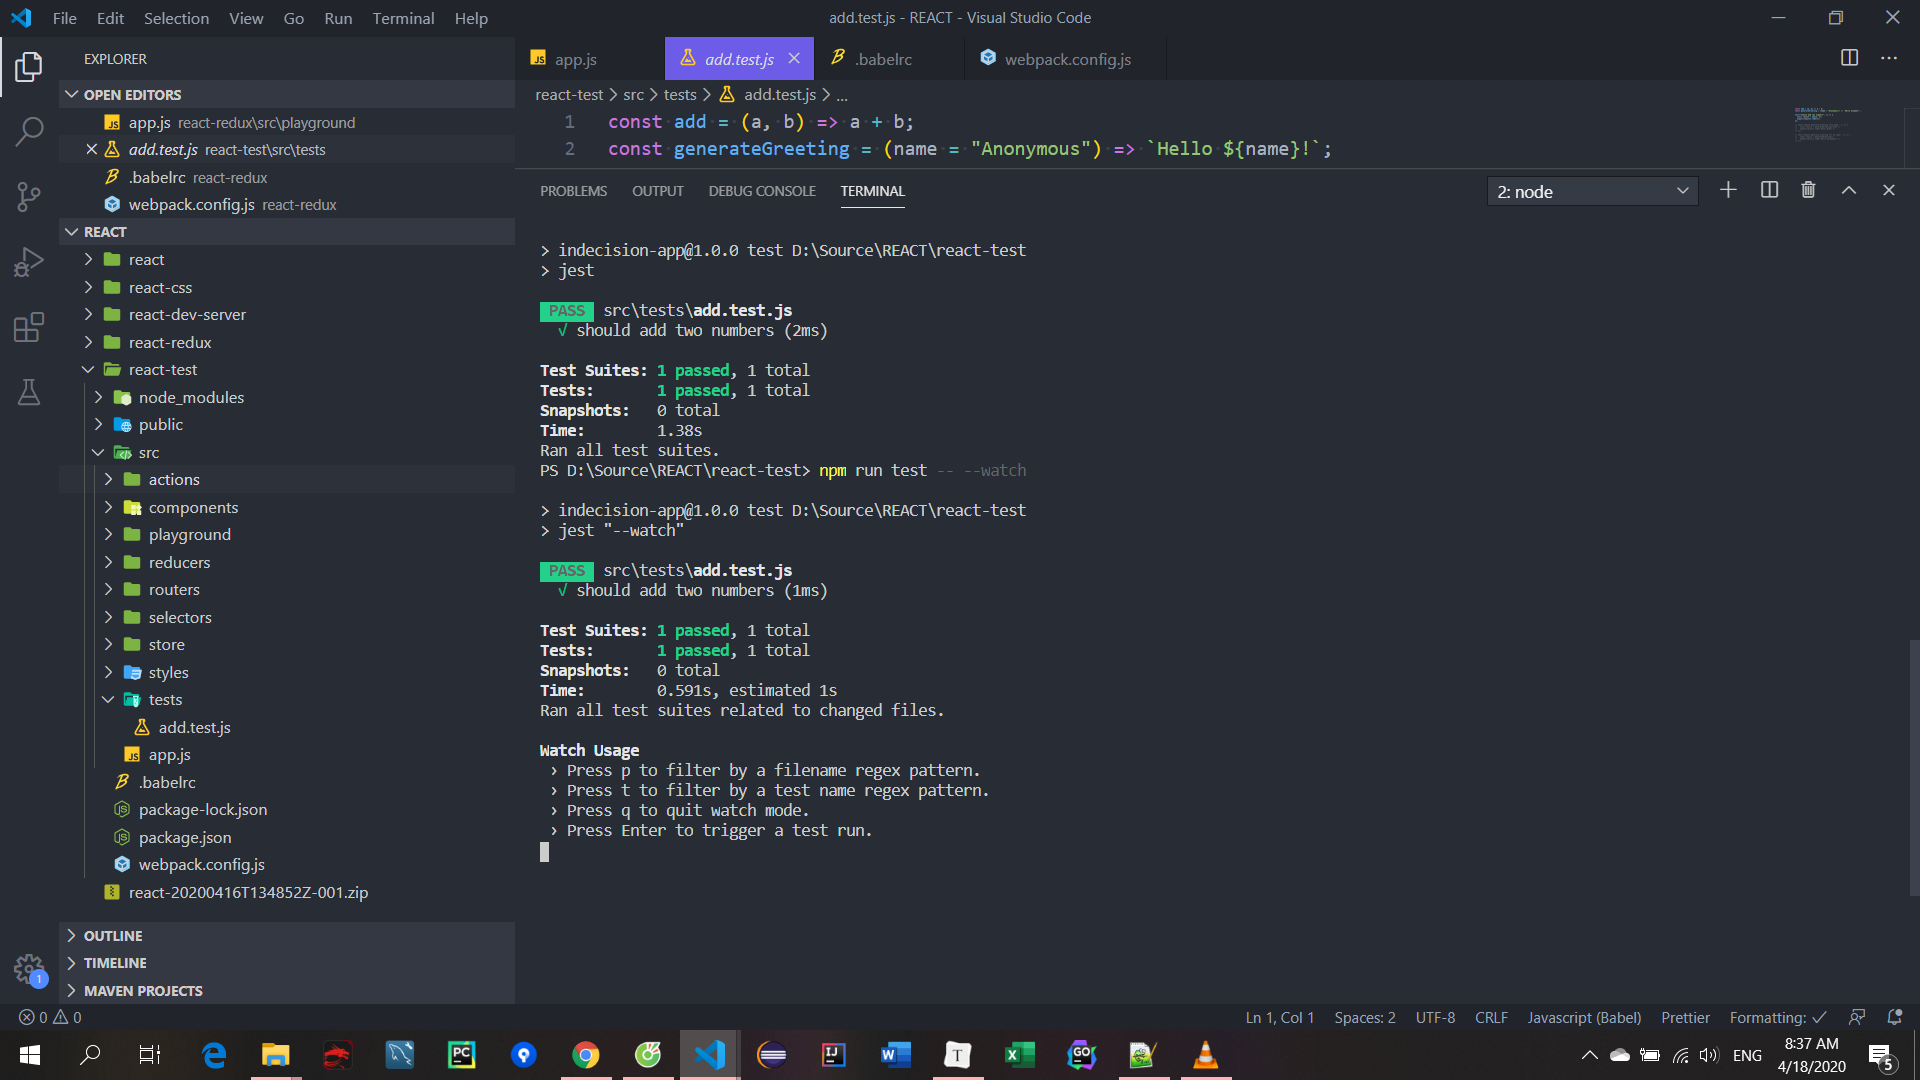 File Edit Selection View Go Run Terminal Help
add.test.js - REACT - Visual Studio Code
EXPLORER
OPEN EDITORS
app.js react-redux\src\playground
add.test.js react-test\src\tests
.babelrc react-redux
webpack.config.js react-redux
REACT
react
react-css
react-dev-server
react-redux
react-test
node_modules
public
src
actions
components
playground
reducers
routers
selectors
store
styles
tests
add.test.js
app.js
.babelrc
package-lock.json
package.json
webpack.config.js
react-20200416T134852Z-001.zip
OUTLINE
TIMELINE
MAVEN PROJECTS
1
app.js
add.test.js
.babelrc
webpack.config.js
react-test > src > tests > add.test.js > ...
1 const add = (a, b) => a + b;
2 const generateGreeting = (name = "Anonymous") => `Hello ${name}!`;
PROBLEMS OUTPUT DEBUG CONSOLE TERMINAL
2: node
> indecision-app@1.0.0 test D:\Source\REACT\react-test
> jest
PASS src\tests\add.test.js
√ should add two numbers (2ms)
Test Suites: 1 passed, 1 total
Tests: 1 passed, 1 total
Snapshots: 0 total
Time: 1.38s
Ran all test suites.
PS D:\Source\REACT\react-test> npm run test -- --watch
> indecision-app@1.0.0 test D:\Source\REACT\react-test
> jest "--watch"
PASS src\tests\add.test.js
√ should add two numbers (1ms)
Test Suites: 1 passed, 1 total
Tests: 1 passed, 1 total
Snapshots: 0 total
Time: 0.591s, estimated 1s
Ran all test suites related to changed files.
Watch Usage
› Press p to filter by a filename regex pattern.
› Press t to filter by a test name regex pattern.
› Press q to quit watch mode.
› Press Enter to trigger a test run.
0 0
Ln 1, Col 1 Spaces: 2 UTF-8 CRLF Javascript (Babel) Prettier Formatting: ✓
ENG
8:37 AM
4/18/2020
5